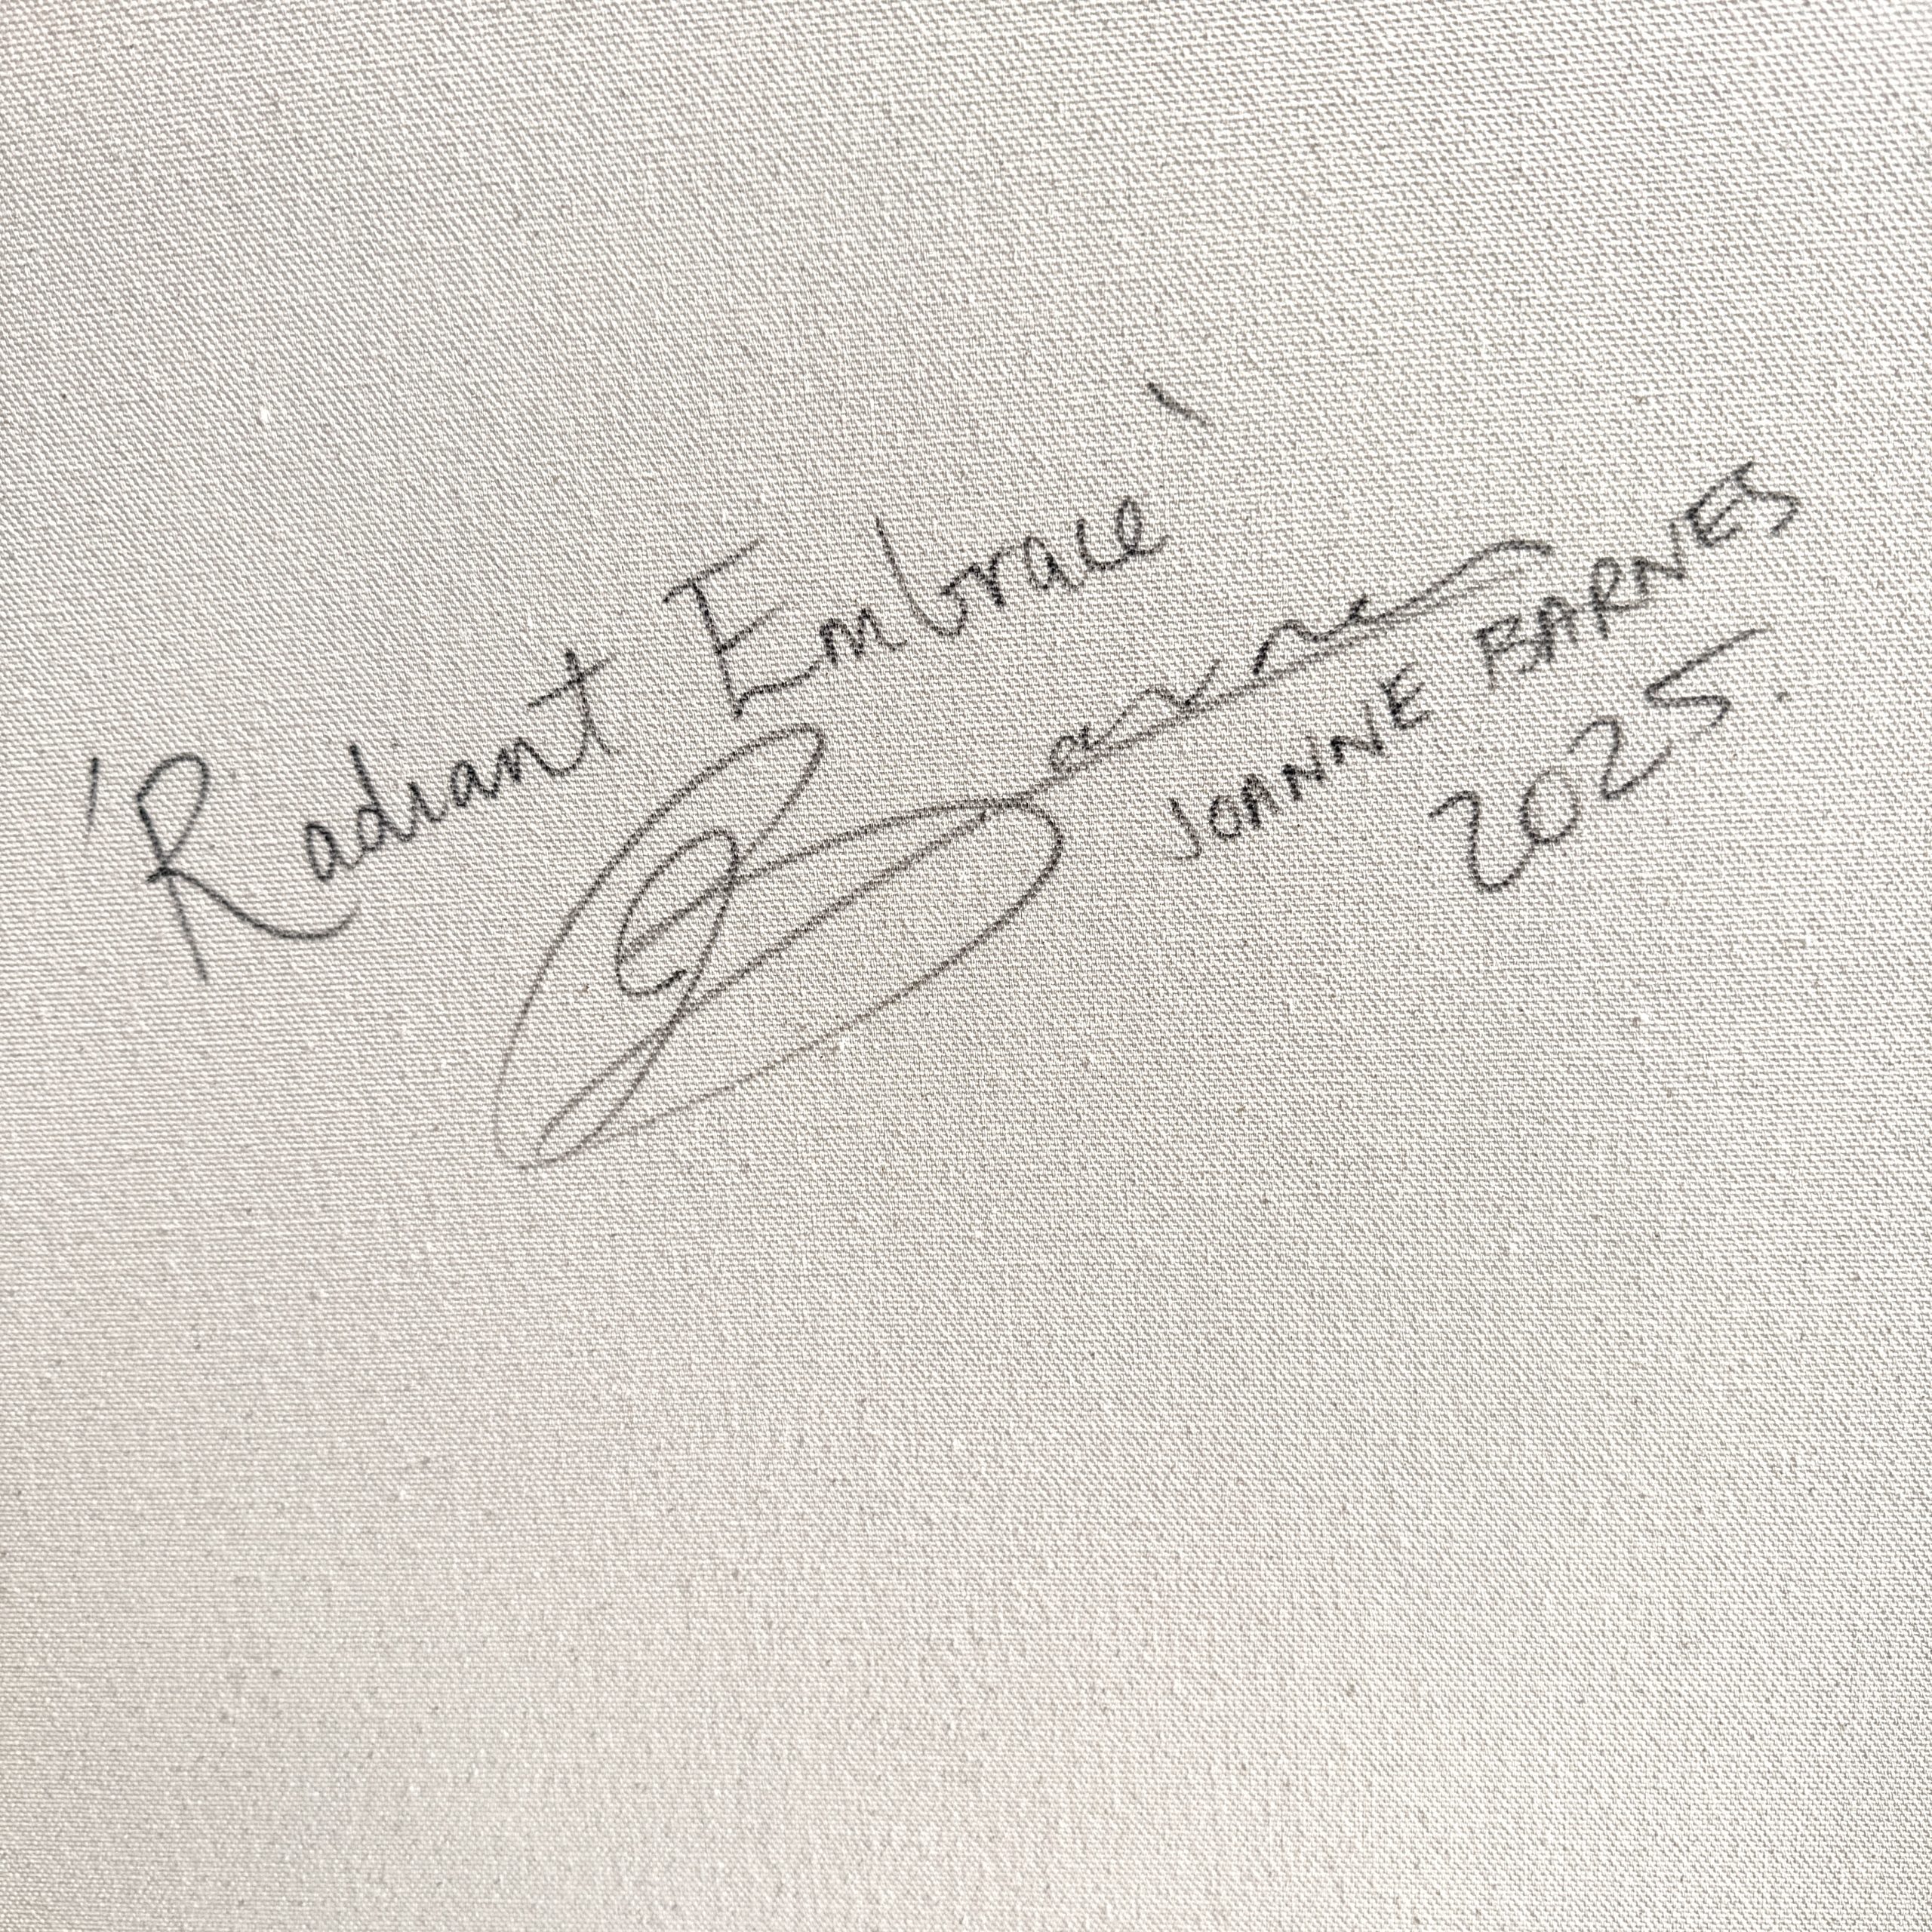 'Radiant Embrace'
JOANNE BARNES
2025.